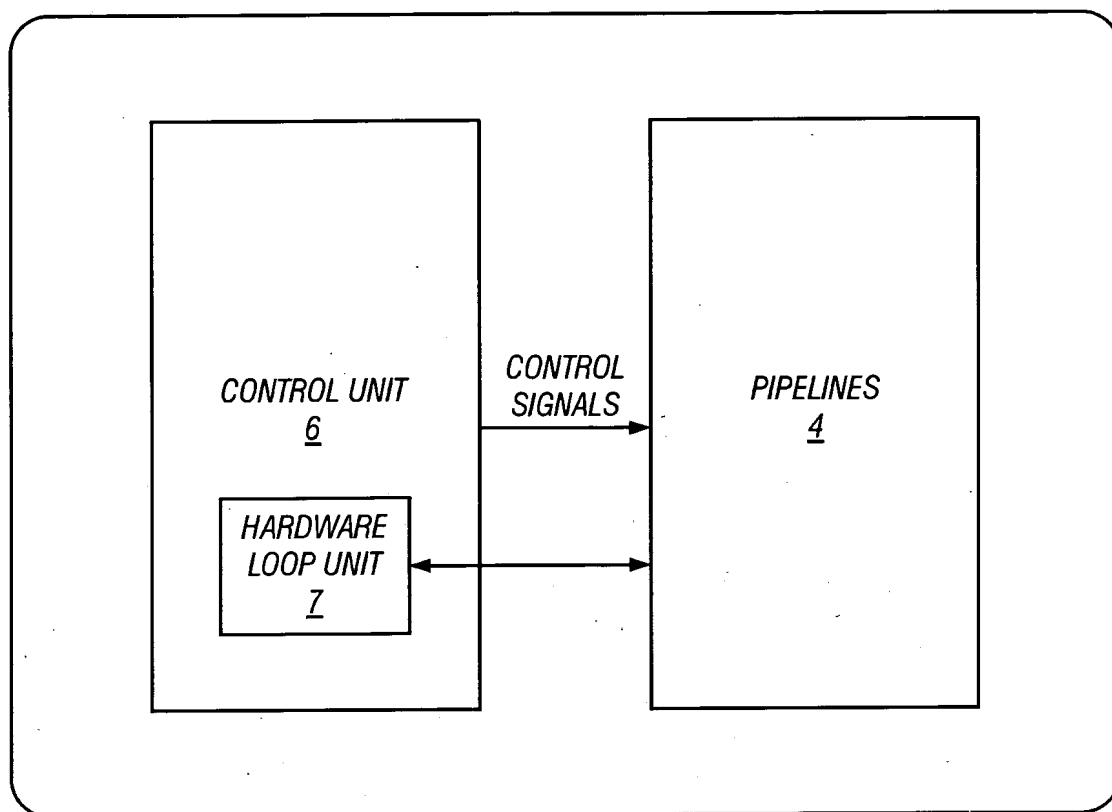 CONTROL UNIT
6
HARDWARE
LOOP UNIT
7
CONTROL
SIGNALS
PIPELINES
4